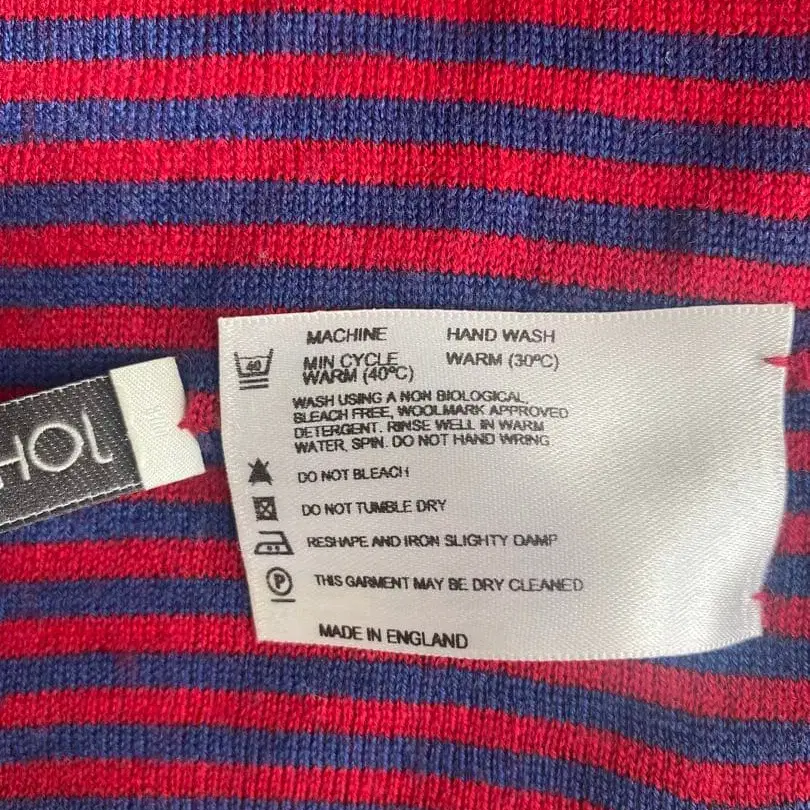 MACHINE HAND WASH
40 MIN CYCLE WARM (30ºC)
WARM (40ºC)
WASH USING A NON BIOLOGICAL,
BLEACH FREE, WOOLMARK APPROVED
DETERGENT. RINSE WELL IN WARM
WATER, SPIN. DO NOT HAND WRING
DO NOT BLEACH
DO NOT TUMBLE DRY
RESHAPE AND IRON SLIGHTY DAMP
P THIS GARMENT MAY BE DRY CLEANED
MADE IN ENGLAND
JOH